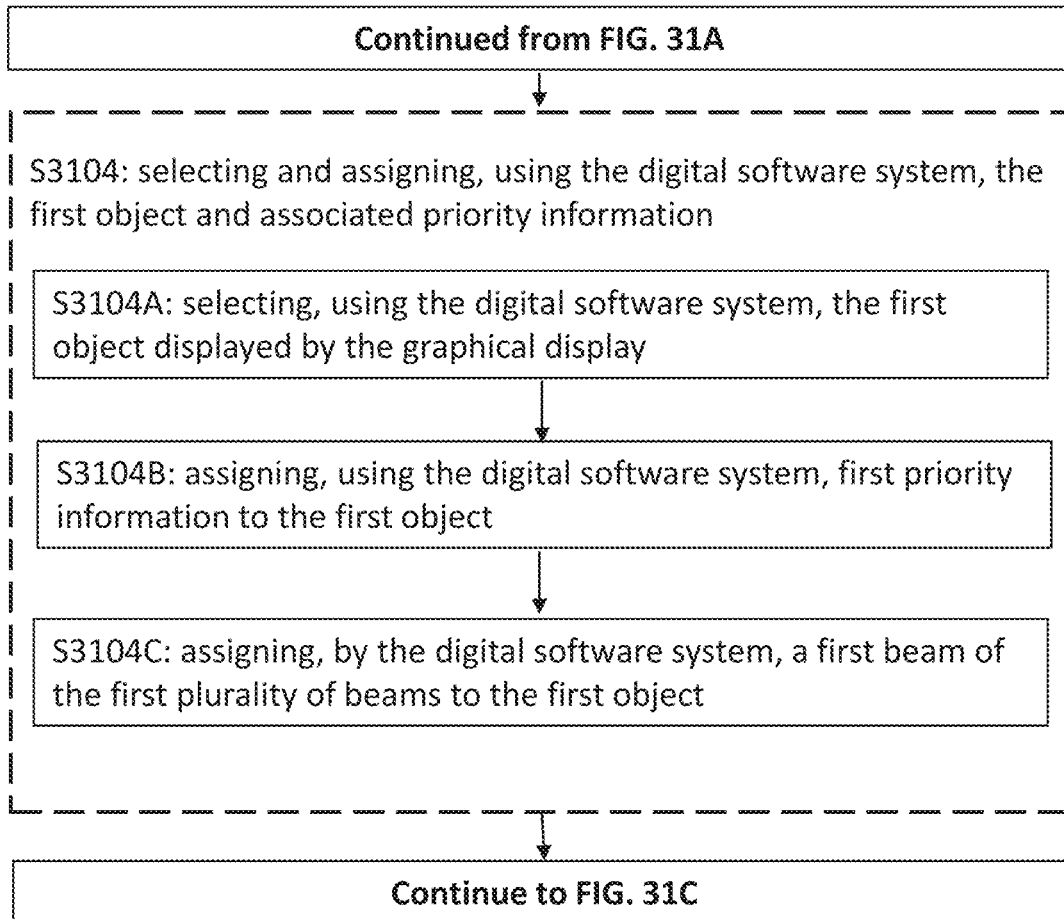 Continued from FIG. 31A
S3104: selecting and assigning, using the digital software system, the
first object and associated priority information
S3104A: selecting, using the digital software system, the first
object displayed by the graphical display
S3104B: assigning, using the digital software system, first priority
information to the first object
S3104C: assigning, by the digital software system, a first beam of
the first plurality of beams to the first object
Continue to FIG. 31C